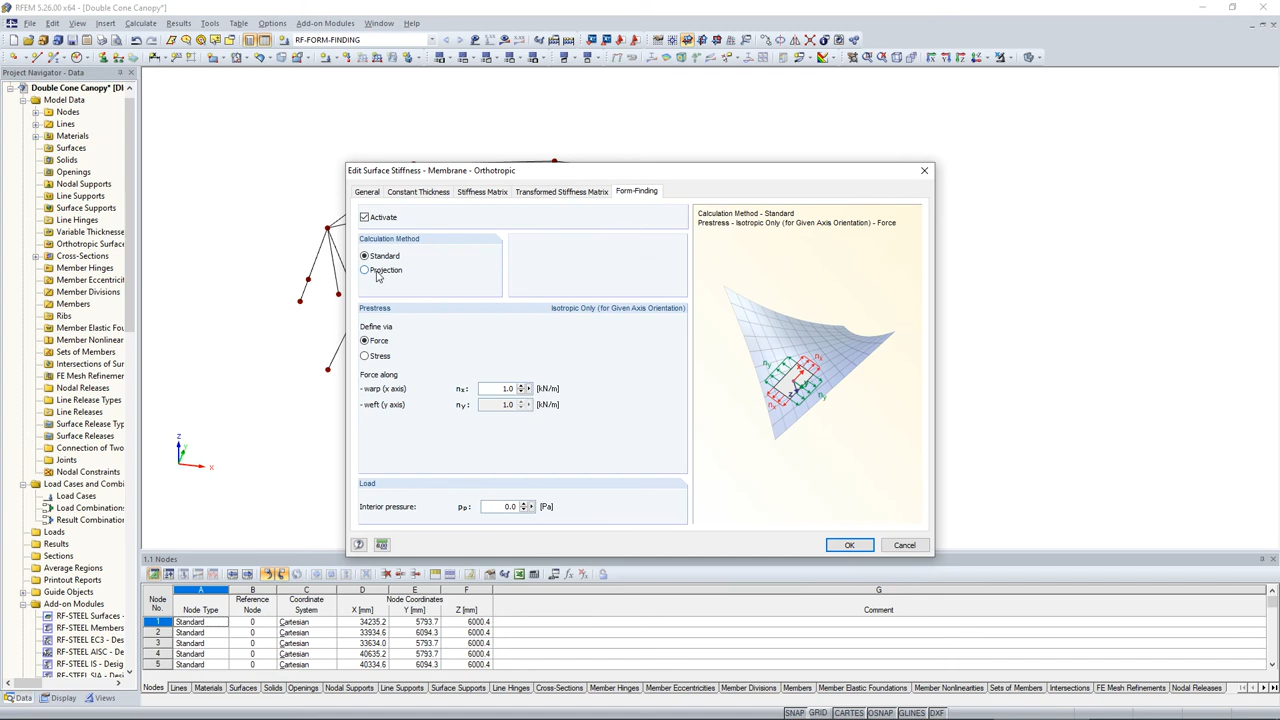 RFEM 5.26.00 x64 - [Double Cone Canopy*]
File Edit View Insert Calculate Results Tools Table Options Add-on Modules Window Help
RF-FORM-FINDING
Project Navigator - Data
Double Cone Canopy* [DI
Model Data
Nodes
Lines
Materials
Surfaces
Solids
Openings
Nodal Supports
Line Supports
Surface Supports
Line Hinges
Variable Thicknesse
Orthotropic Surface
Cross-Sections
Member Hinges
Member Eccentricitie
Member Divisions
Members
Ribs
Member Elastic Fou
Member Nonlinearit
Sets of Members
Intersections of Sur
FE Mesh Refinement
Nodal Releases
Line Release Types
Line Releases
Surface Release Typ
Surface Releases
Connection of Two
Joints
Nodal Constraints
Load Cases and Combin
Load Cases
Load Combinations
Result Combination
Loads
Results
Sections
Average Regions
Printout Reports
Guide Objects
Add-on Modules
RF-STEEL Surfaces -
RF-STEEL Members
RF-STEEL EC3 - Des
RF-STEEL AISC - Des
RF-STEEL IS - Design
RF-STEEL SIA - Desig
Data Display Views
Edit Surface Stiffness - Membrane - Orthotropic
General Constant Thickness Stiffness Matrix Transformed Stiffness Matrix Form-Finding
Activate
Calculation Method
Standard
Projection
Prestress Isotropic Only (for Given Axis Orientation)
Define via
Force
Stress
Force along
- warp (x axis) nx: 1.0 [kN/m]
- weft (y axis) ny: 1.0 [kN/m]
Load
Interior pressure: pp: 0.0 [Pa]
Calculation Method - Standard
Prestress - Isotropic Only (for Given Axis Orientation) - Force
ny nx
x y z
nx ny
OK Cancel
Z
Y
X
1.1 Nodes
A B C D E F G
Node No. Node Type Reference Node Coordinate System Node Coordinates X [mm] Y [mm] Z [mm] Comment
1 Standard 0 Cartesian 34235.2 5793.7 6000.4
2 Standard 0 Cartesian 33934.6 6094.3 6000.4
3 Standard 0 Cartesian 33634.0 5793.7 6000.4
4 Standard 0 Cartesian 40635.2 5793.7 6000.4
5 Standard 0 Cartesian 40334.6 6094.3 6000.4
Nodes Lines Materials Surfaces Solids Openings Nodal Supports Line Supports Surface Supports Line Hinges Cross-Sections Member Hinges Member Eccentricities Member Divisions Members Member Elastic Foundations Member Nonlinearities Sets of Members Intersections FE Mesh Refinements Nodal Releases
SNAP GRID CARTES OSNAP GLINES DXF